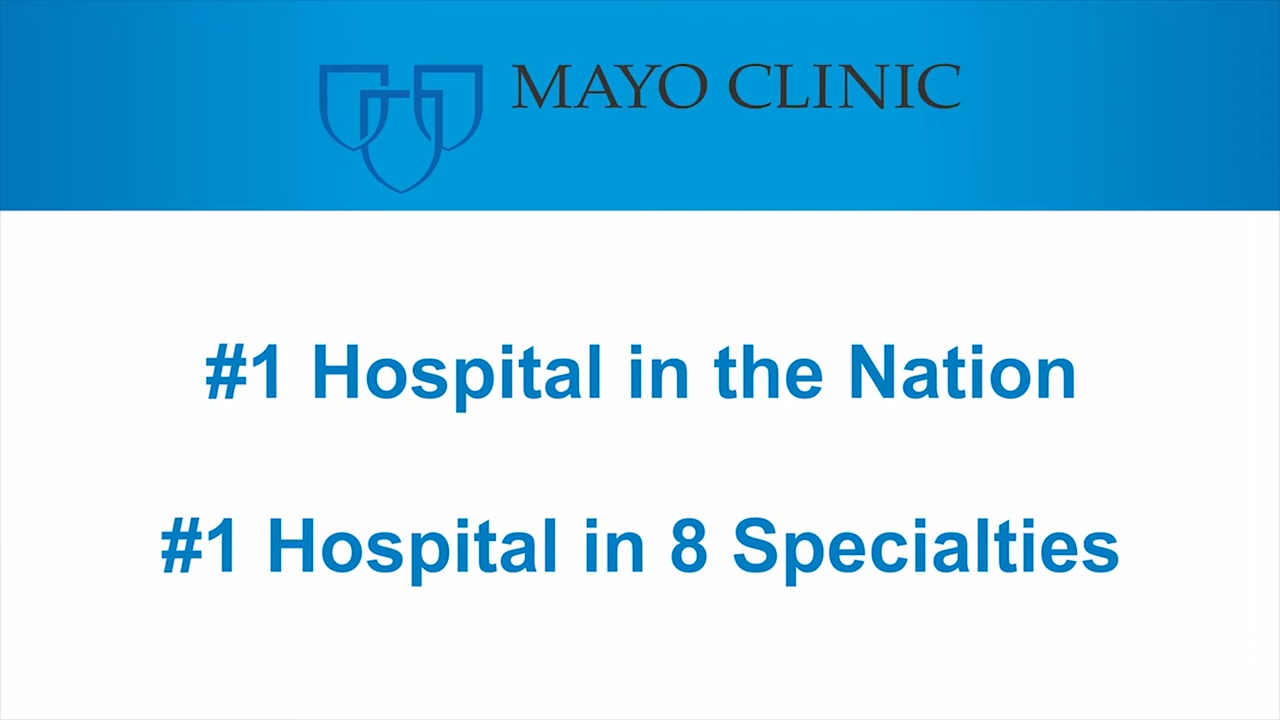 MAYO CLINIC
#1 Hospital in the Nation
#1 Hospital in 8 Specialties